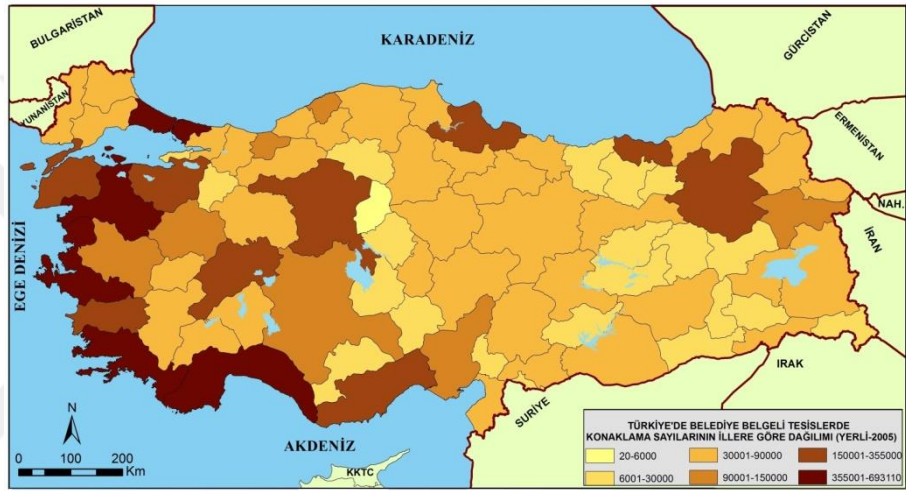 BULGARİSTAN
KARADENİZ
GÜRCİSTAN
YUNANİSTAN
ERMENİSTAN
NAH.
İRAN
EGE DENİZİ
IRAK
SURİYE
AKDENİZ
KKTC
N
0 50 100 200
Km
TÜRKİYE'DE BELEDİYE BELGELİ TESİSLERDE
KONAKLAMA SAYILARININ İLLERE GÖRE DAĞILIMI (YERLİ-2005)
20-6000 30001-90000 150001-355000
6001-30000 90001-150000 355001-693110